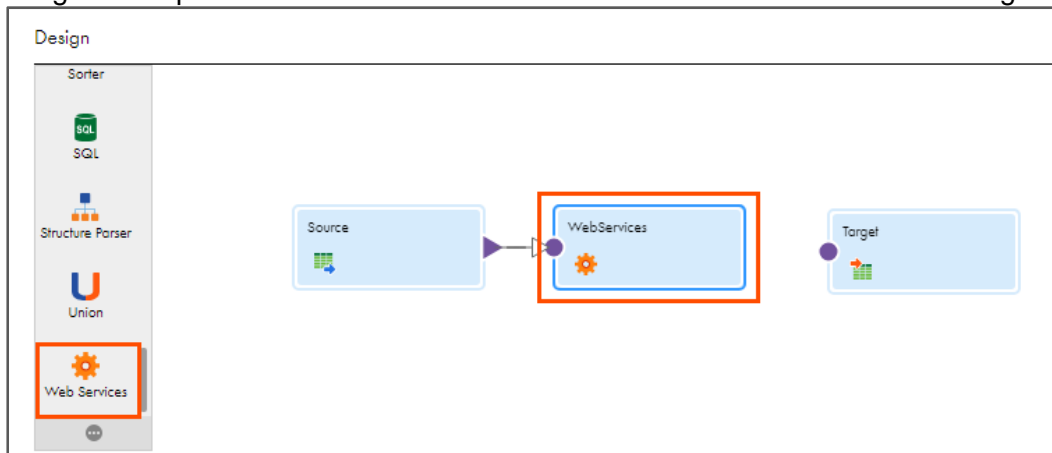 Design
Sorter
SQL
SQL
Structure Parser
Union
Web Services
Source
WebServices
Target